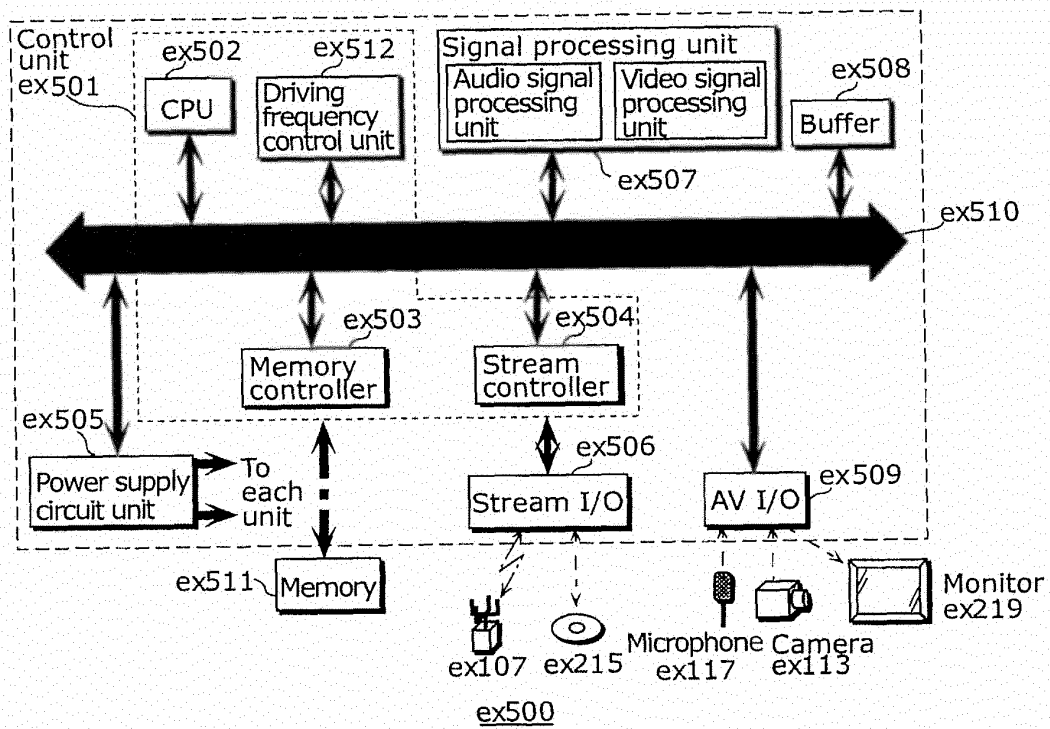 Control
unit
ex501
ex502
CPU
ex512
Driving
frequency
control unit
Signal processing unit
Audio signal
processing
unit
Video signal
processing
unit
ex507
ex508
Buffer
ex510
ex503
Memory
controller
ex504
Stream
controller
ex505
Power supply
circuit unit
To
each
unit
ex506
Stream I/O
ex509
AV I/O
ex511
Memory
ex107
ex215
Microphone
ex117
Camera
ex113
Monitor
ex219
ex500